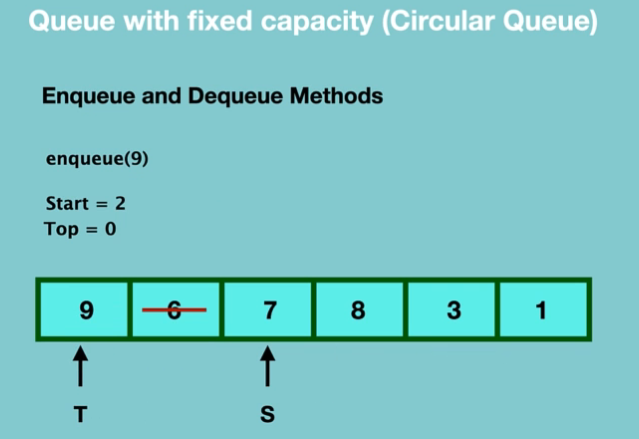 Queue with fixed capacity (Circular Queue)
Enqueue and Dequeue Methods
enqueue(9)
Start = 2
Top = 0
9 6 7 8 3 1
T S